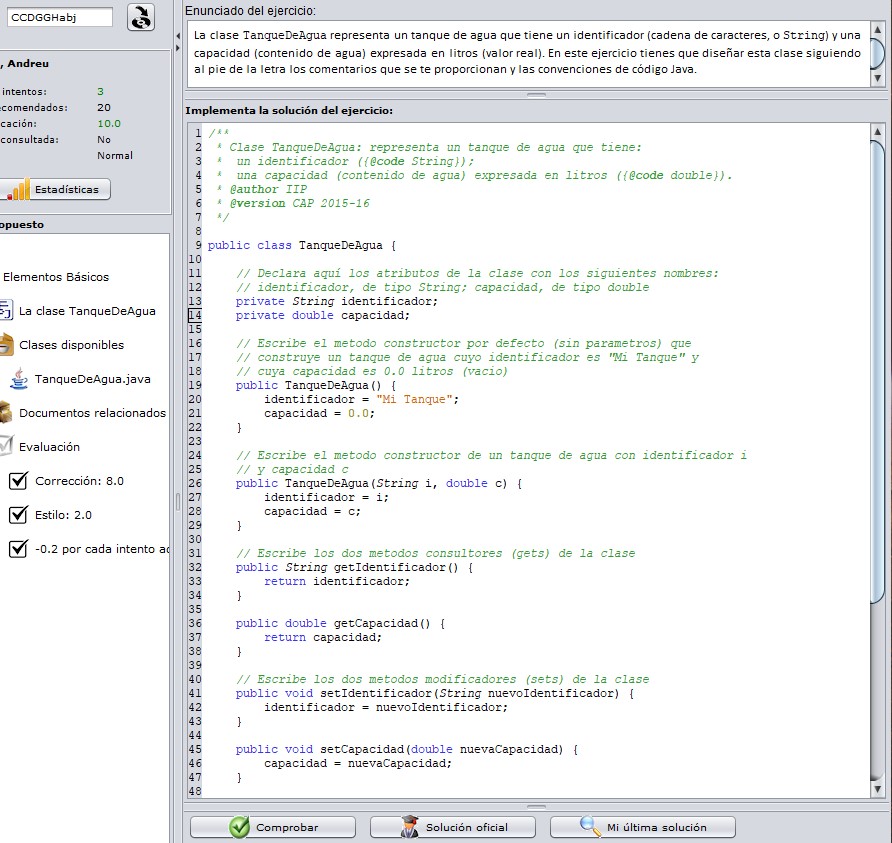 CCDGGHabj
, Andreu
intentos: 3
comendados: 20
cación: 10.0
consultada: No
Normal
Estadísticas
opuesto
Elementos Básicos
La clase TanqueDeAgua
Clases disponibles
TanqueDeAgua.java
Documentos relacionados
Evaluación
Corrección: 8.0
Estilo: 2.0
-0.2 por cada intento ac
Enunciado del ejercicio:
La clase TanqueDeAgua representa un tanque de agua que tiene un identificador (cadena de caracteres, o String) y una
capacidad (contenido de agua) expresada en litros (valor real). En este ejercicio tienes que diseñar esta clase siguiendo
al pie de la letra los comentarios que se te proporcionan y las convenciones de código Java.
Implementa la solución del ejercicio:
1 /**
2  * Clase TanqueDeAgua: representa un tanque de agua que tiene:
3  *  un identificador ({@code String});
4  *  una capacidad (contenido de agua) expresada en litros ({@code double}).
5  * @author IIP
6  * @version CAP 2015-16
7  */
8
9 public class TanqueDeAgua {
10
11     // Declara aquí los atributos de la clase con los siguientes nombres:
12     // identificador, de tipo String; capacidad, de tipo double
13     private String identificador;
14     private double capacidad;
15
16     // Escribe el metodo constructor por defecto (sin parametros) que
17     // construye un tanque de agua cuyo identificador es "Mi Tanque" y
18     // cuya capacidad es 0.0 litros (vacio)
19     public TanqueDeAgua() {
20         identificador = "Mi Tanque";
21         capacidad = 0.0;
22     }
23
24     // Escribe el metodo constructor de un tanque de agua con identificador i
25     // y capacidad c
26     public TanqueDeAgua(String i, double c) {
27         identificador = i;
28         capacidad = c;
29     }
30
31     // Escribe los dos metodos consultores (gets) de la clase
32     public String getIdentificador() {
33         return identificador;
34     }
35
36     public double getCapacidad() {
37         return capacidad;
38     }
39
40     // Escribe los dos metodos modificadores (sets) de la clase
41     public void setIdentificador(String nuevoIdentificador) {
42         identificador = nuevoIdentificador;
43     }
44
45     public void setCapacidad(double nuevaCapacidad) {
46         capacidad = nuevaCapacidad;
47     }
48
Comprobar
Solución oficial
Mi última solución